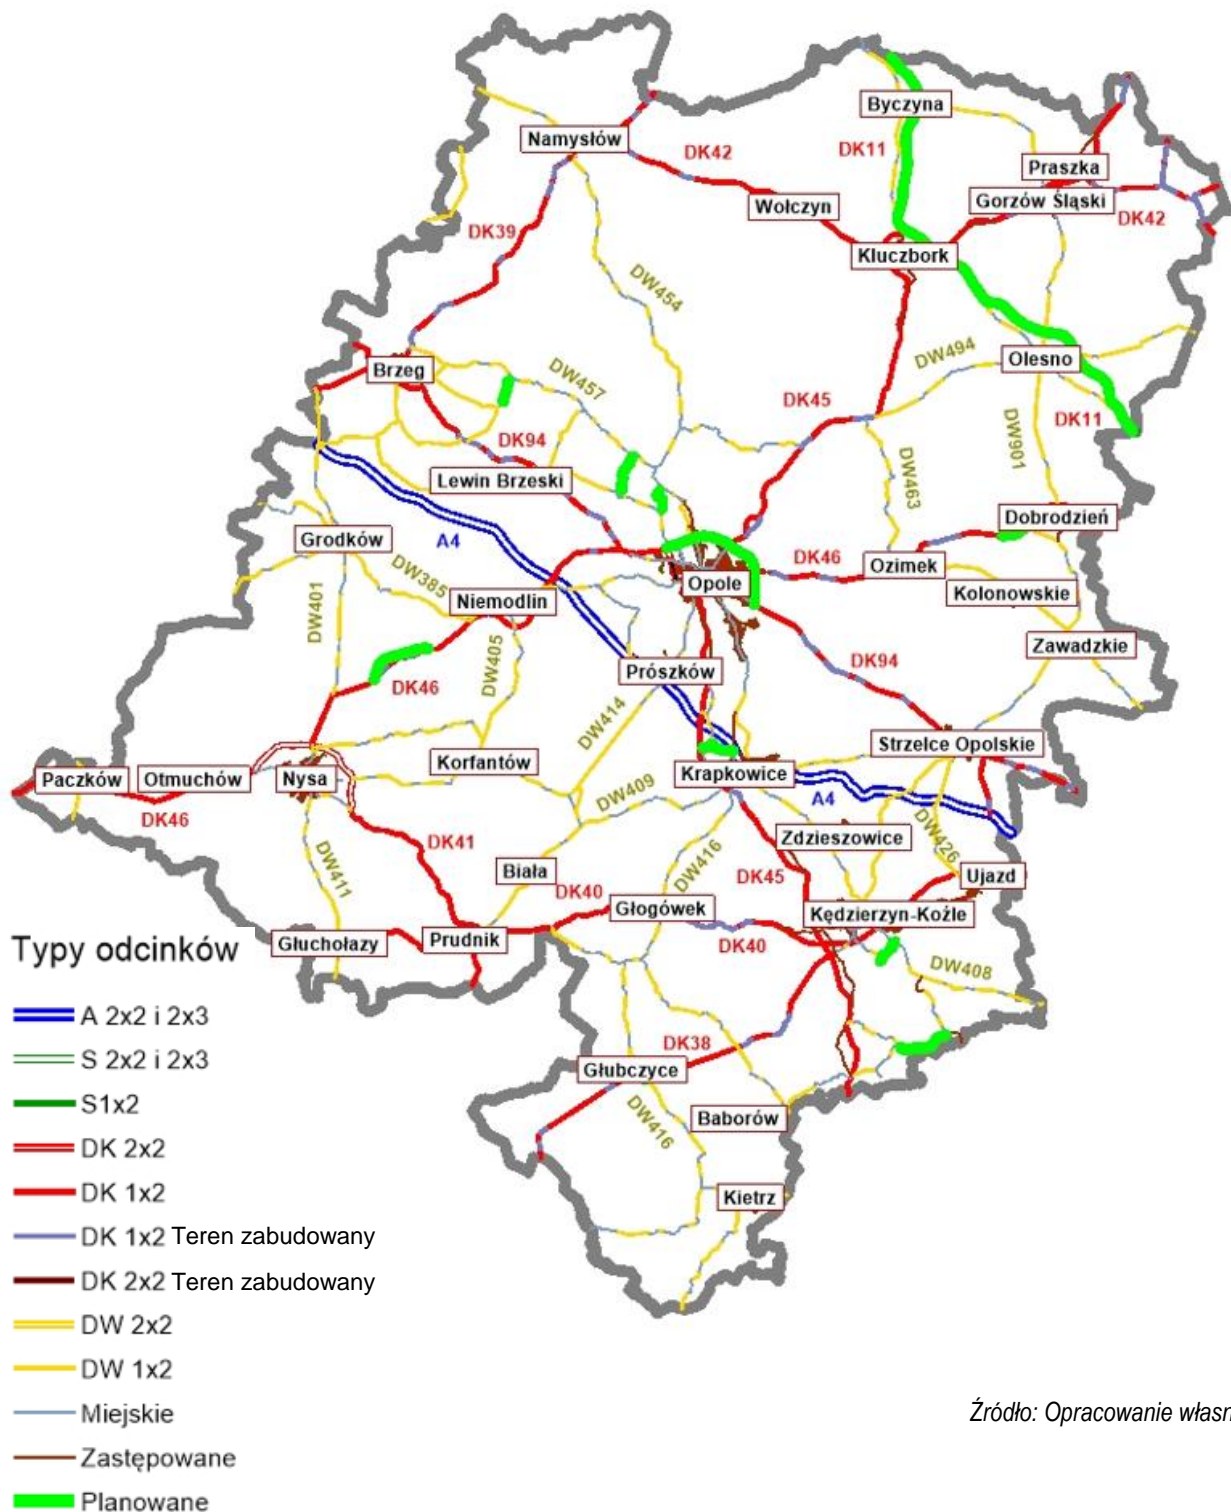 Byczyna
Namysłów
DK42
DK11
Praszka
Wołczyn
Gorzów Śląski
DK42
DK39
Kluczbork
DW454
Brzeg
DW457
DW494
Olesno
DK45
DK11
DK94
DW901
Lewin Brzeski
DW463
Dobrodzień
Grodków
A4
DK46
Ozimek
Opole
DW385
Kolonowskie
Niemodlin
DW401
DW405
Zawadzkie
Prószków
DK94
DK46
DW414
Strzelce Opolskie
Korfantów
Paczków
Otmuchów
Nysa
Krapkowice
DW409
A4
DK46
DK41
Zdzieszowice
DW426
DW416
Biała
DK45
Ujazd
DW411
DK40
Głogówek
Kędzierzyn-Koźle
Głuchołazy
Prudnik
DK40
DW408
DK38
Głubczyce
Baborów
DW416
Kietrz
Typy odcinków
A 2x2 i 2x3
S 2x2 i 2x3
S1x2
DK 2x2
DK 1x2
DK 1x2 Teren zabudowany
DK 2x2 Teren zabudowany
DW 2x2
DW 1x2
Miejskie
Zastępowane
Planowane
Źródło: Opracowanie własn